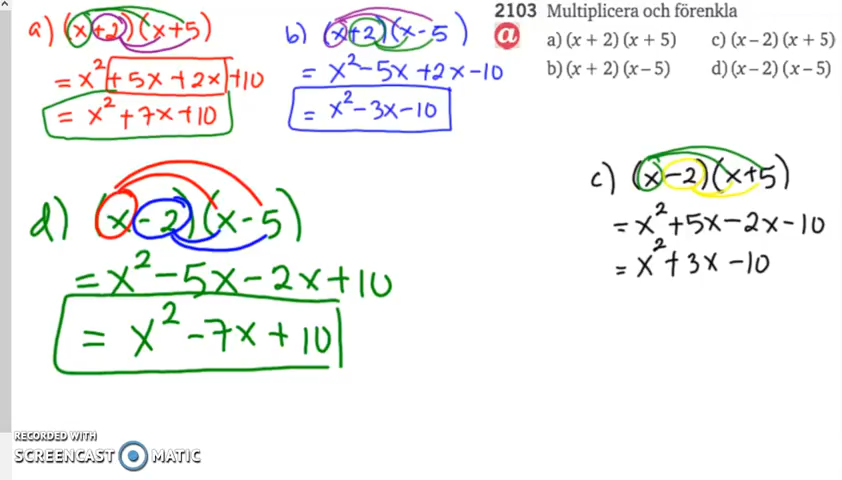 a) (x+2)(x+5)
= x² + 5x + 2x + 10
= x² + 7x + 10
b) (x+2)(x-5)
= x² - 5x + 2x - 10
= x² - 3x - 10
2103 Multiplicera och förenkla
a
a) (x + 2) (x + 5)
c) (x – 2) (x + 5)
b) (x + 2) (x – 5)
d) (x – 2) (x – 5)
c) (x-2)(x+5)
= x² + 5x - 2x - 10
= x² + 3x - 10
d) (x-2)(x-5)
= x² - 5x - 2x + 10
= x² - 7x + 10
RECORDED WITH
SCREENCAST MATIC